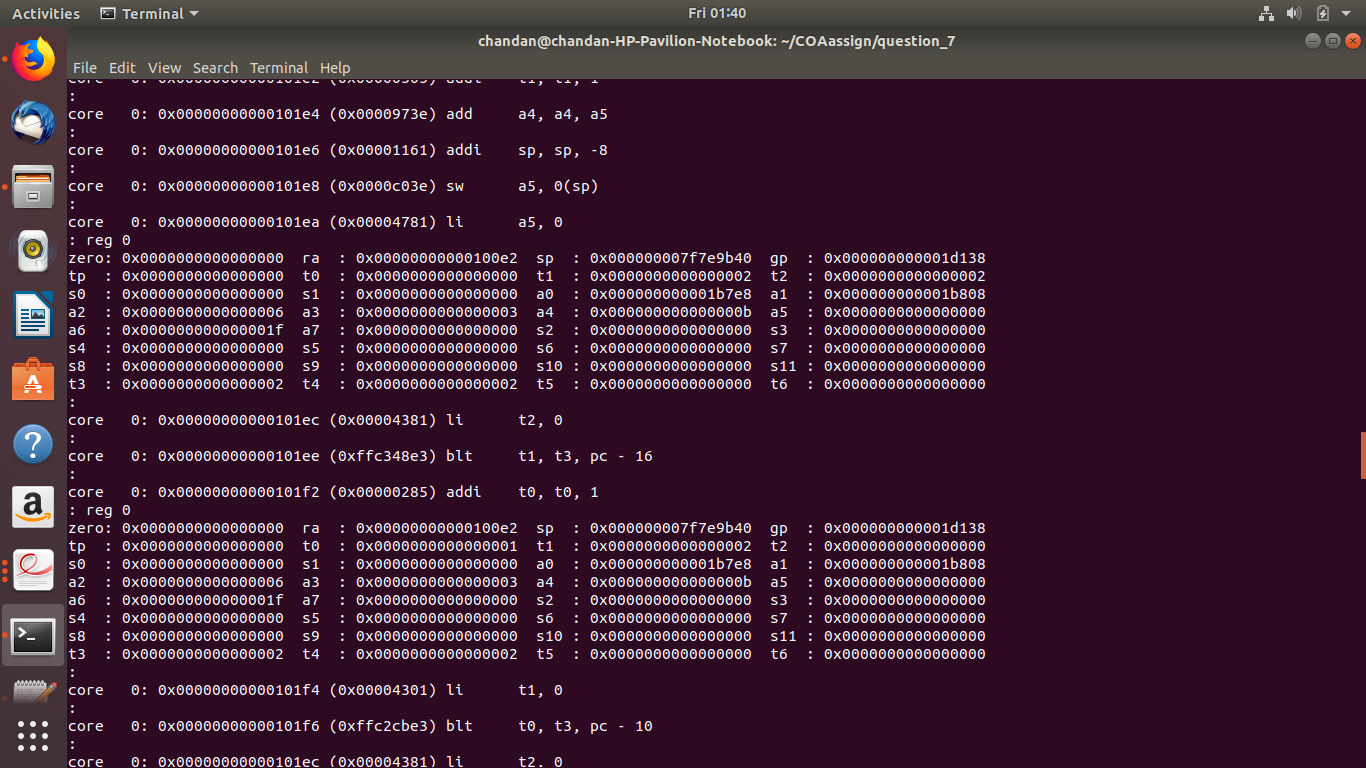 Activities Terminal Fri 01:40
chandan@chandan-HP-Pavilion-Notebook: ~/COAassign/question_7
File Edit View Search Terminal Help
core   0: 0x00000000000101e2 (0x00000305) addi    t1, t1, 1
:
core   0: 0x00000000000101e4 (0x0000973e) add     a4, a4, a5
:
core   0: 0x00000000000101e6 (0x00001161) addi    sp, sp, -8
:
core   0: 0x00000000000101e8 (0x0000c03e) sw      a5, 0(sp)
:
core   0: 0x00000000000101ea (0x00004781) li      a5, 0
: reg 0
zero: 0x0000000000000000  ra  : 0x00000000000100e2  sp  : 0x000000007f7e9b40  gp  : 0x000000000001d138
tp  : 0x0000000000000000  t0  : 0x0000000000000000  t1  : 0x0000000000000002  t2  : 0x0000000000000002
s0  : 0x0000000000000000  s1  : 0x0000000000000000  a0  : 0x000000000001b7e8  a1  : 0x000000000001b808
a2  : 0x0000000000000006  a3  : 0x0000000000000003  a4  : 0x000000000000000b  a5  : 0x0000000000000000
a6  : 0x000000000000001f  a7  : 0x0000000000000000  s2  : 0x0000000000000000  s3  : 0x0000000000000000
s4  : 0x0000000000000000  s5  : 0x0000000000000000  s6  : 0x0000000000000000  s7  : 0x0000000000000000
s8  : 0x0000000000000000  s9  : 0x0000000000000000  s10 : 0x0000000000000000  s11 : 0x0000000000000000
t3  : 0x0000000000000002  t4  : 0x0000000000000002  t5  : 0x0000000000000000  t6  : 0x0000000000000000
:
core   0: 0x00000000000101ec (0x00004381) li      t2, 0
:
core   0: 0x00000000000101ee (0xffc348e3) blt     t1, t3, pc - 16
:
core   0: 0x00000000000101f2 (0x00000285) addi    t0, t0, 1
: reg 0
zero: 0x0000000000000000  ra  : 0x00000000000100e2  sp  : 0x000000007f7e9b40  gp  : 0x000000000001d138
tp  : 0x0000000000000000  t0  : 0x0000000000000001  t1  : 0x0000000000000002  t2  : 0x0000000000000000
s0  : 0x0000000000000000  s1  : 0x0000000000000000  a0  : 0x000000000001b7e8  a1  : 0x000000000001b808
a2  : 0x0000000000000006  a3  : 0x0000000000000003  a4  : 0x000000000000000b  a5  : 0x0000000000000000
a6  : 0x000000000000001f  a7  : 0x0000000000000000  s2  : 0x0000000000000000  s3  : 0x0000000000000000
s4  : 0x0000000000000000  s5  : 0x0000000000000000  s6  : 0x0000000000000000  s7  : 0x0000000000000000
s8  : 0x0000000000000000  s9  : 0x0000000000000000  s10 : 0x0000000000000000  s11 : 0x0000000000000000
t3  : 0x0000000000000002  t4  : 0x0000000000000002  t5  : 0x0000000000000000  t6  : 0x0000000000000000
:
core   0: 0x00000000000101f4 (0x00004301) li      t1, 0
:
core   0: 0x00000000000101f6 (0xffc2cbe3) blt     t0, t3, pc - 10
:
core   0: 0x00000000000101ec (0x00004381) li      t2, 0